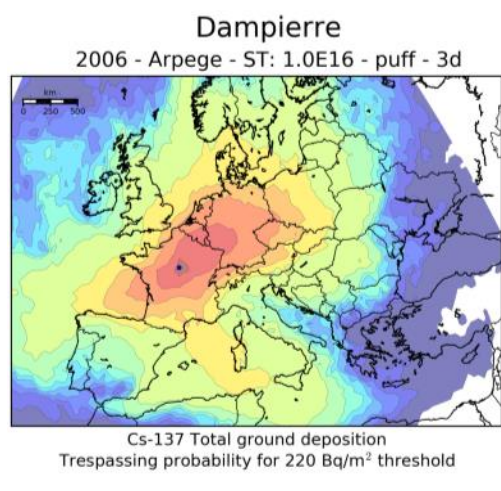 Dampierre
2006 - Arpege - ST: 1.0E16 - puff - 3d
km
0 250 500
Cs-137 Total ground deposition
Trespassing probability for 220 Bq/m² threshold